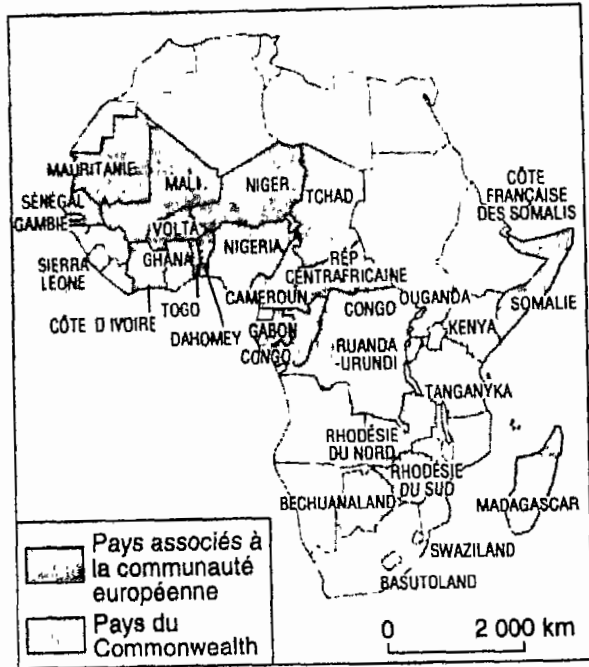 MAURITANIE
MALI
NIGER
TCHAD
CÔTE
FRANÇAISE
DES SOMALIS
SÉNÉGAL
GAMBIE
VOLTA
NIGERIA
GHANA
SIERRA
LEONE
RÉP
CENTRAFRICAINE
CAMEROUN
OUGANDA
CONGO
SOMALIE
CÔTE D'IVOIRE
TOGO
DAHOMEY
GABON
KENYA
CONGO
RUANDA
-URUNDI
TANGANYKA
RHODÉSIE
DU NORD
RHODÉSIE
DU SUD
BECHUANALAND
MADAGASCAR
SWAZILAND
BASUTOLAND
Pays associés à
la communauté
européenne
Pays du
Commonwealth
0 2 000 km